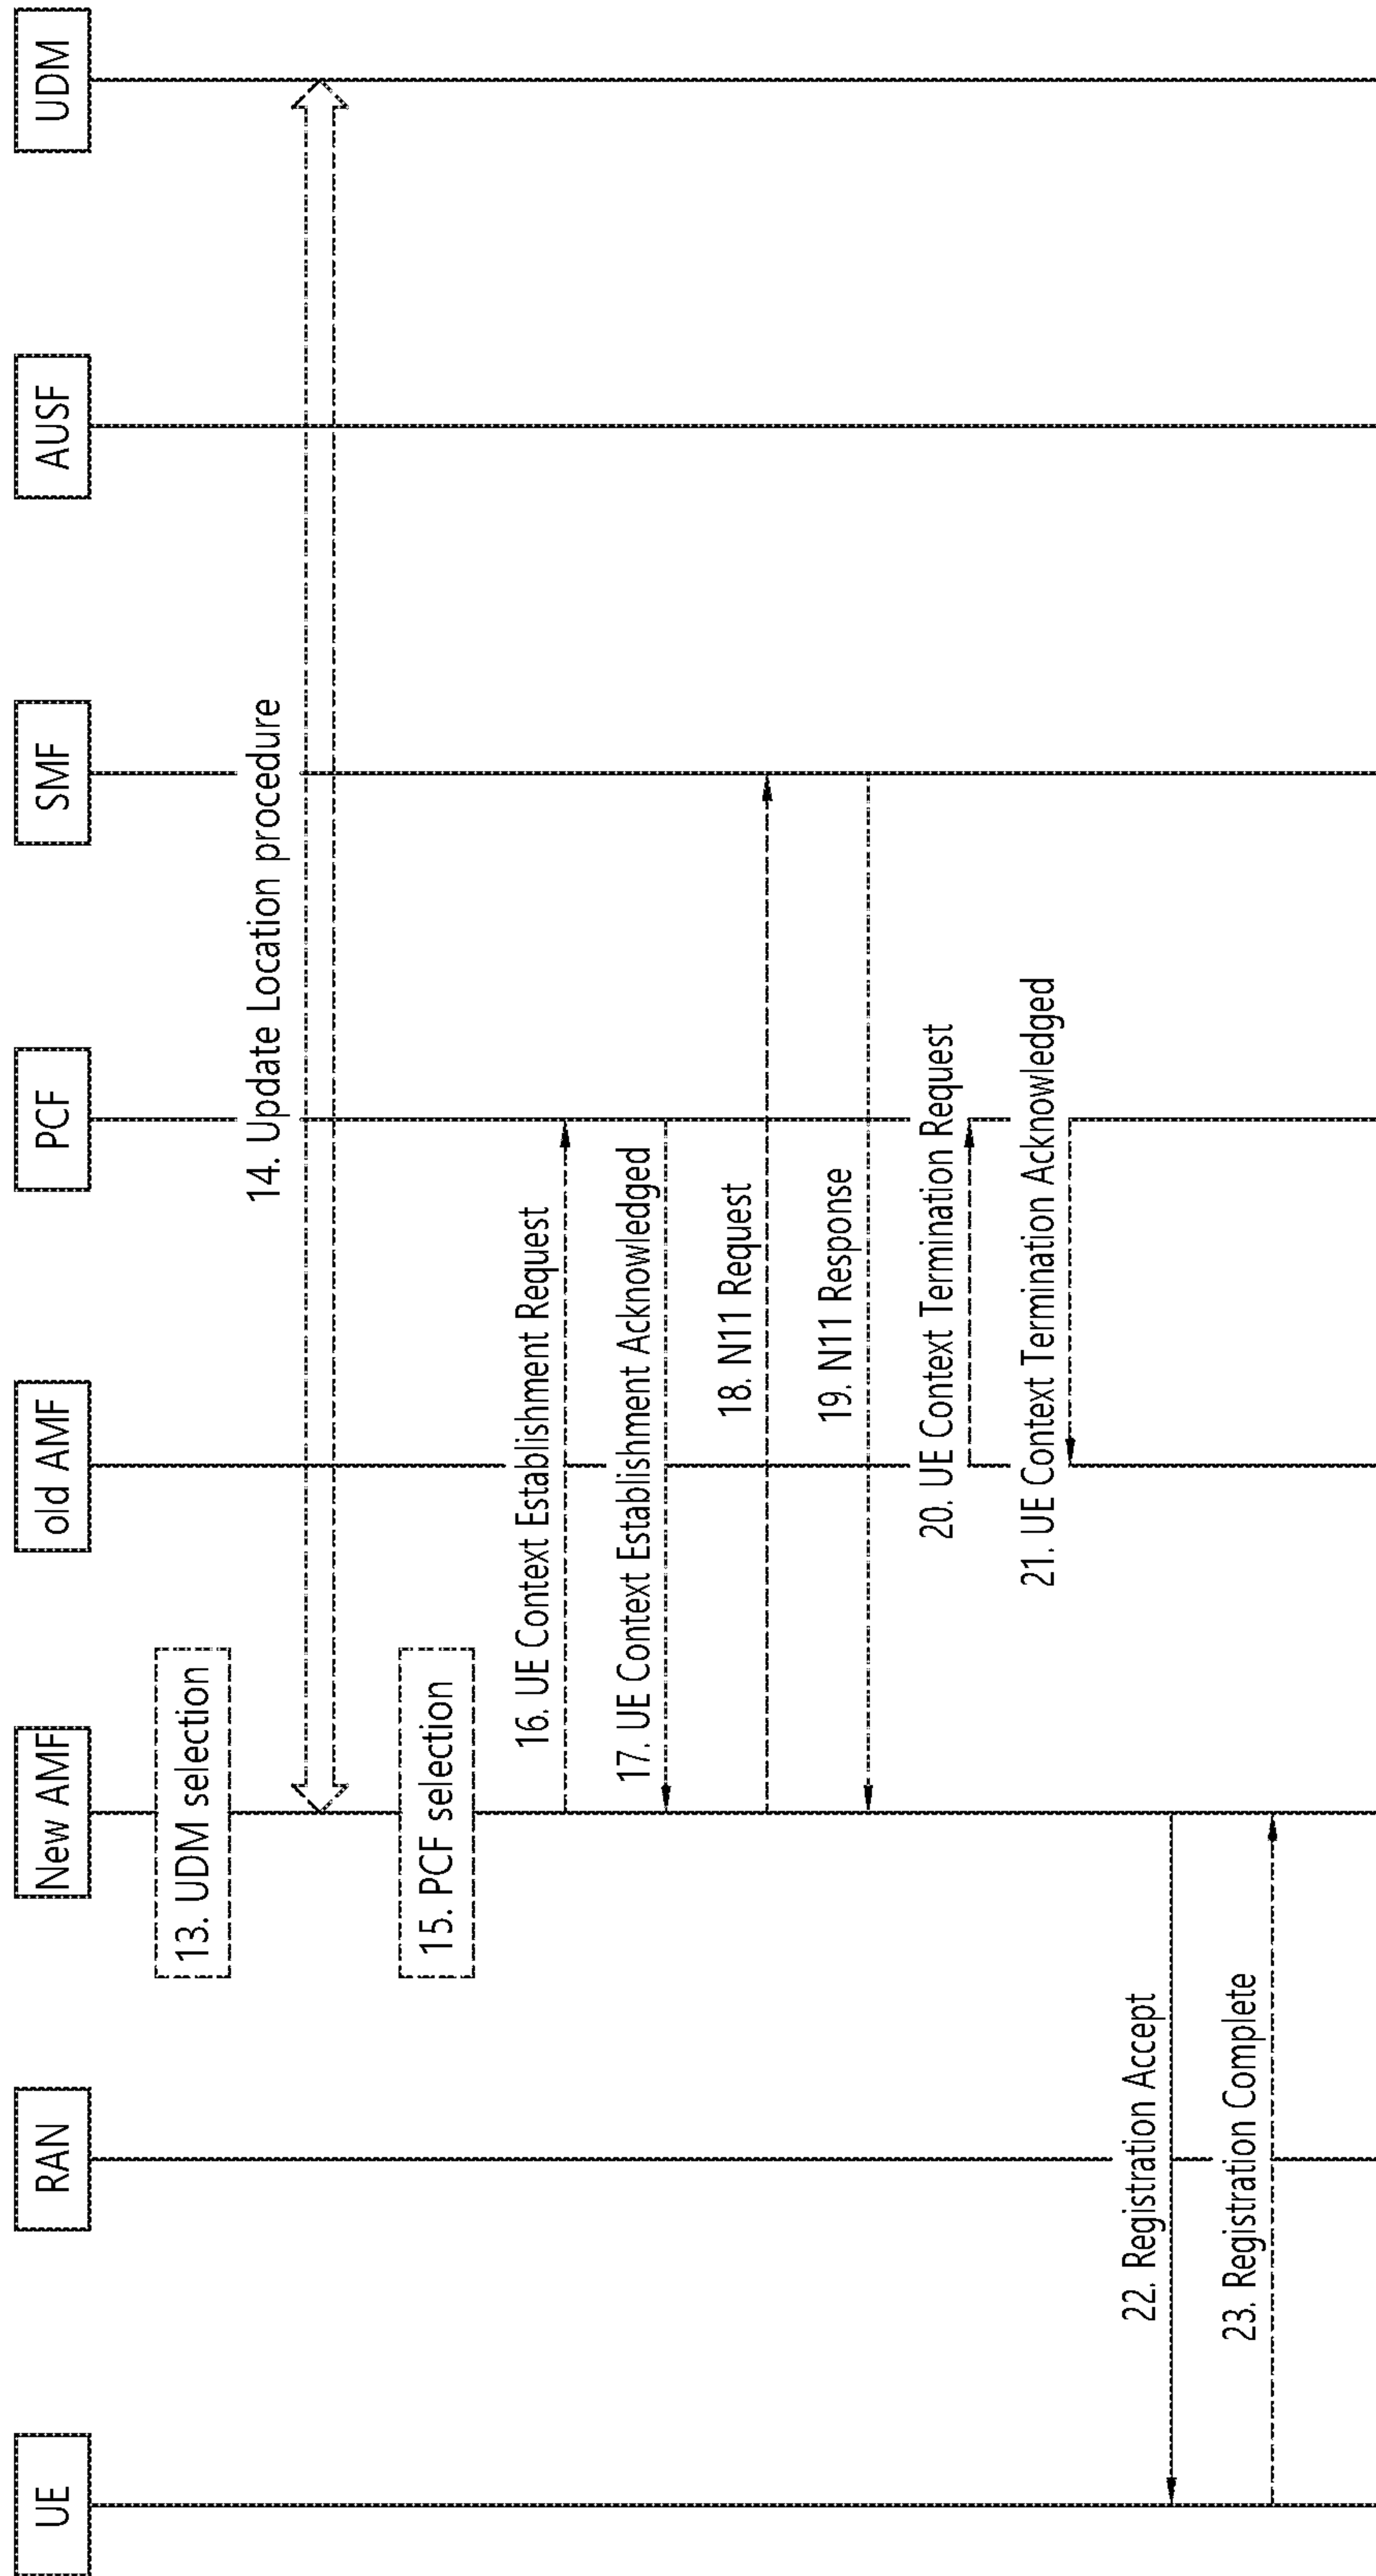 UE
RAN
New AMF
old AMF
PCF
SMF
AUSF
UDM
13. UDM selection
14. Update Location procedure
15. PCF selection
16. UE Context Establishment Request
17. UE Context Establishment Acknowledged
18. N11 Request
19. N11 Response
20. UE Context Termination Request
21. UE Context Termination Acknowledged
22. Registration Accept
23. Registration Complete